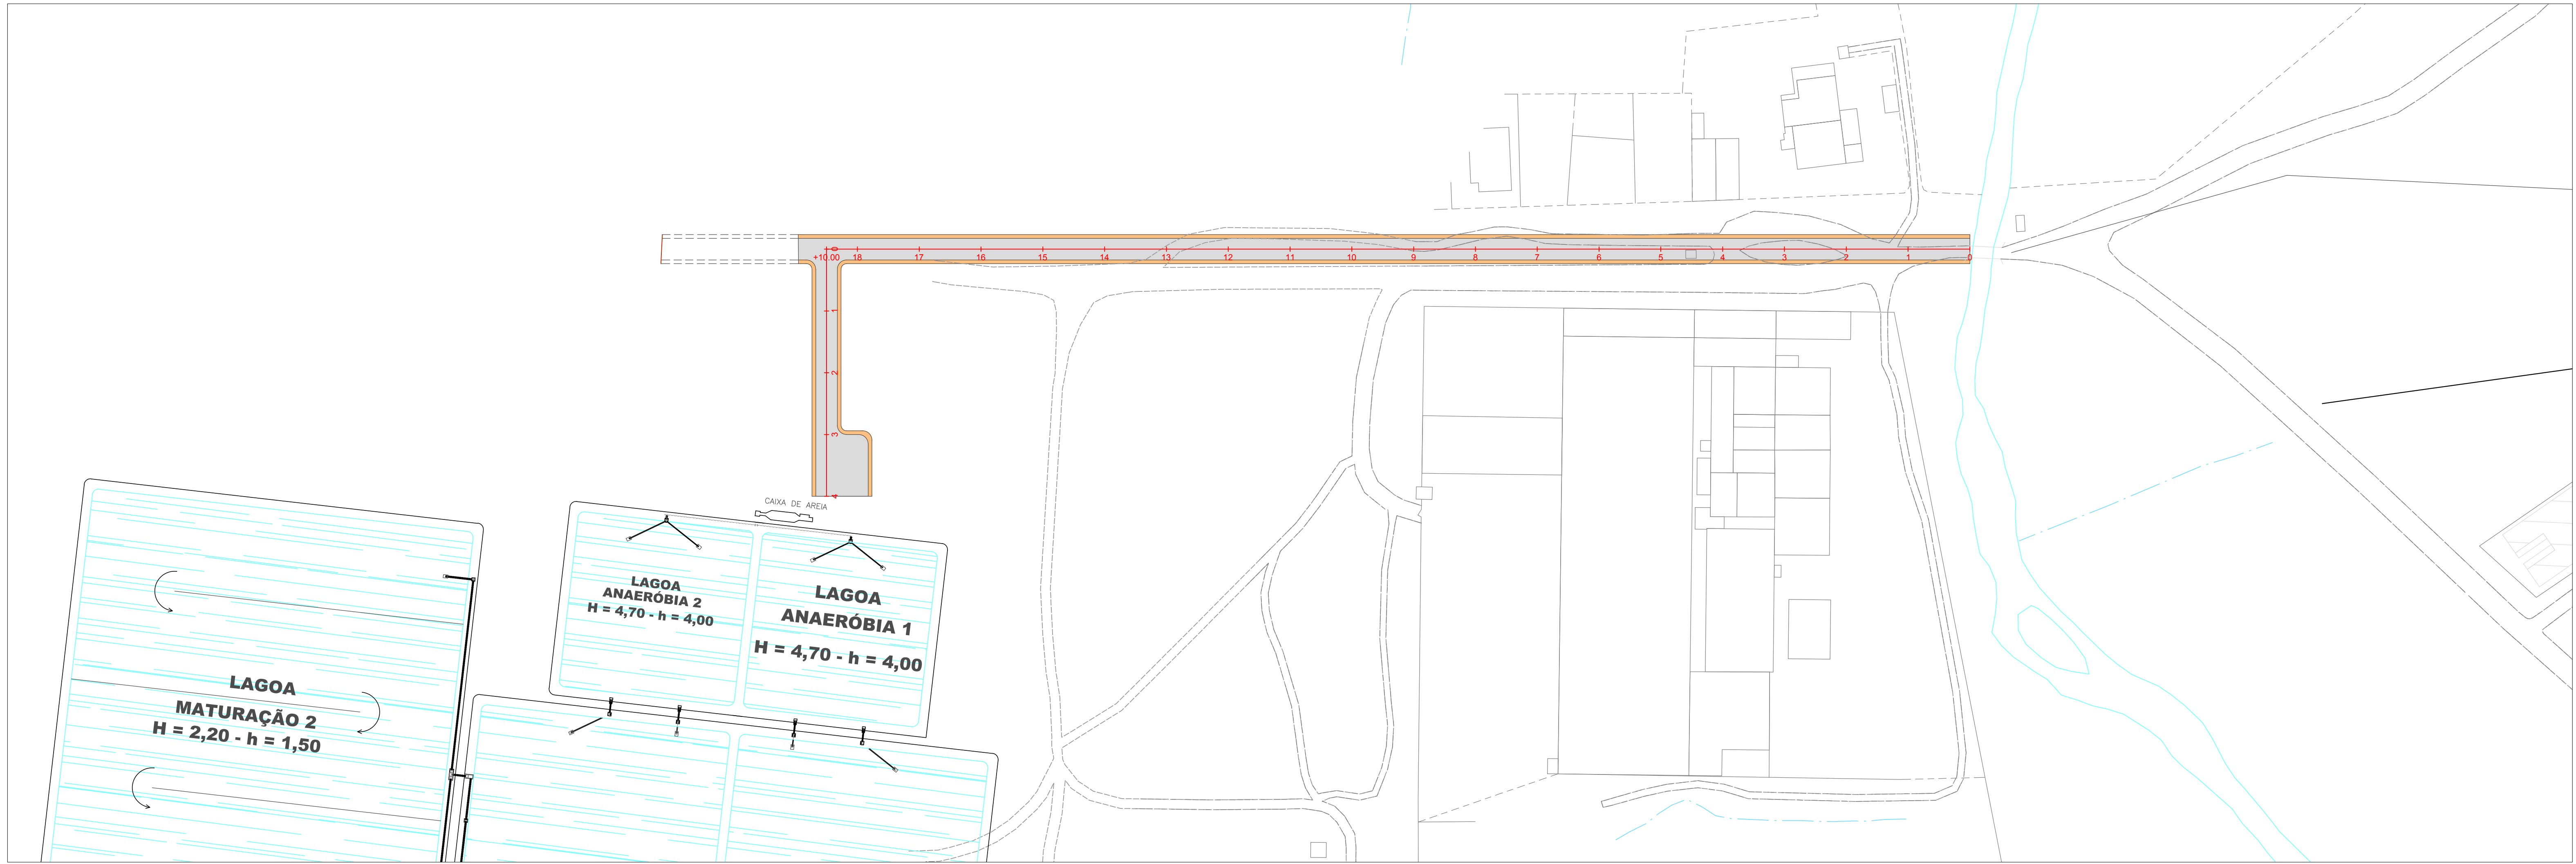 0
+10.00 18 17 16 15 14 13 12 11 10 9 8 7 6 5 4 3 2 1 0
1
2
3
4
CAIXA DE AREIA
LAGOA
ANAERÓBIA 2
H = 4,70 - h = 4,00
LAGOA
ANAERÓBIA 1
H = 4,70 - h = 4,00
LAGOA
MATURAÇÃO 2
H = 2,20 - h = 1,50